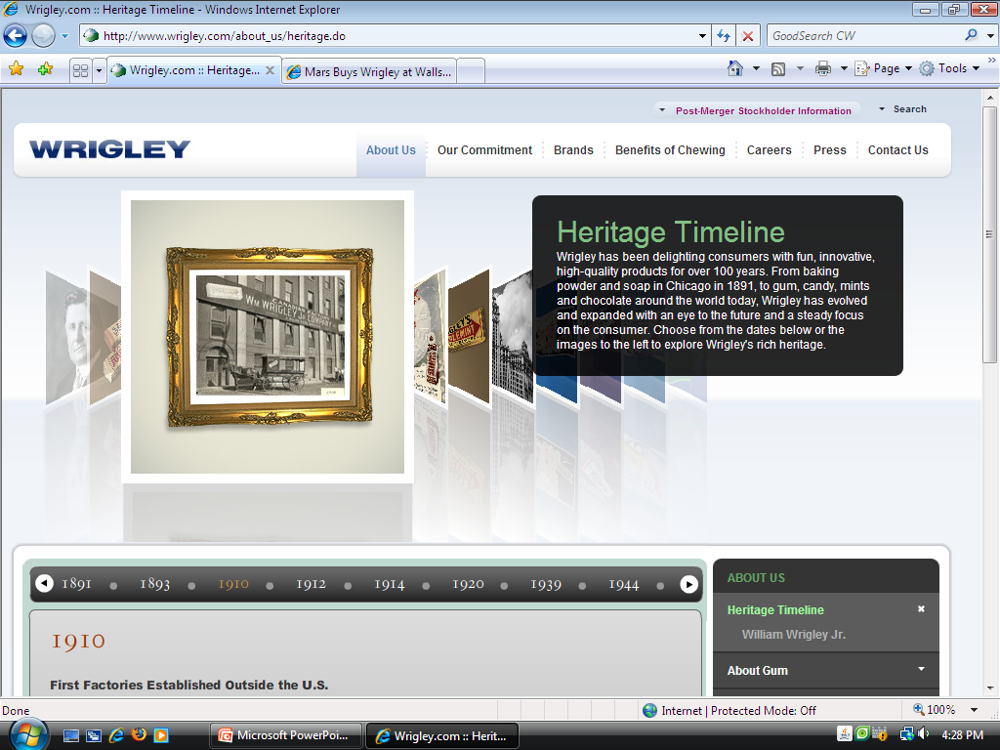 Wrigley.com :: Heritage Timeline - Windows Internet Explorer
http://www.wrigley.com/about_us/heritage.do
GoodSearch CW
Wrigley.com :: Heritage...
Mars Buys Wrigley at Walls...
Page
Tools
Post-Merger Stockholder Information
Search
WRIGLEY
About Us
Our Commitment
Brands
Benefits of Chewing
Careers
Press
Contact Us
WM WRIGLEY JR. COMPANY
Heritage Timeline
Wrigley has been delighting consumers with fun, innovative,
high-quality products for over 100 years. From baking
powder and soap in Chicago in 1891, to gum, candy, mints
and chocolate around the world today, Wrigley has evolved
and expanded with an eye to the future and a steady focus
on the consumer. Choose from the dates below or the
images to the left to explore Wrigley's rich heritage.
1891
1893
1910
1912
1914
1920
1939
1944
1910
First Factories Established Outside the U.S.
ABOUT US
Heritage Timeline
William Wrigley Jr.
About Gum
Done
Internet | Protected Mode: Off
100%
Microsoft PowerPoi...
Wrigley.com :: Herit...
4:28 PM